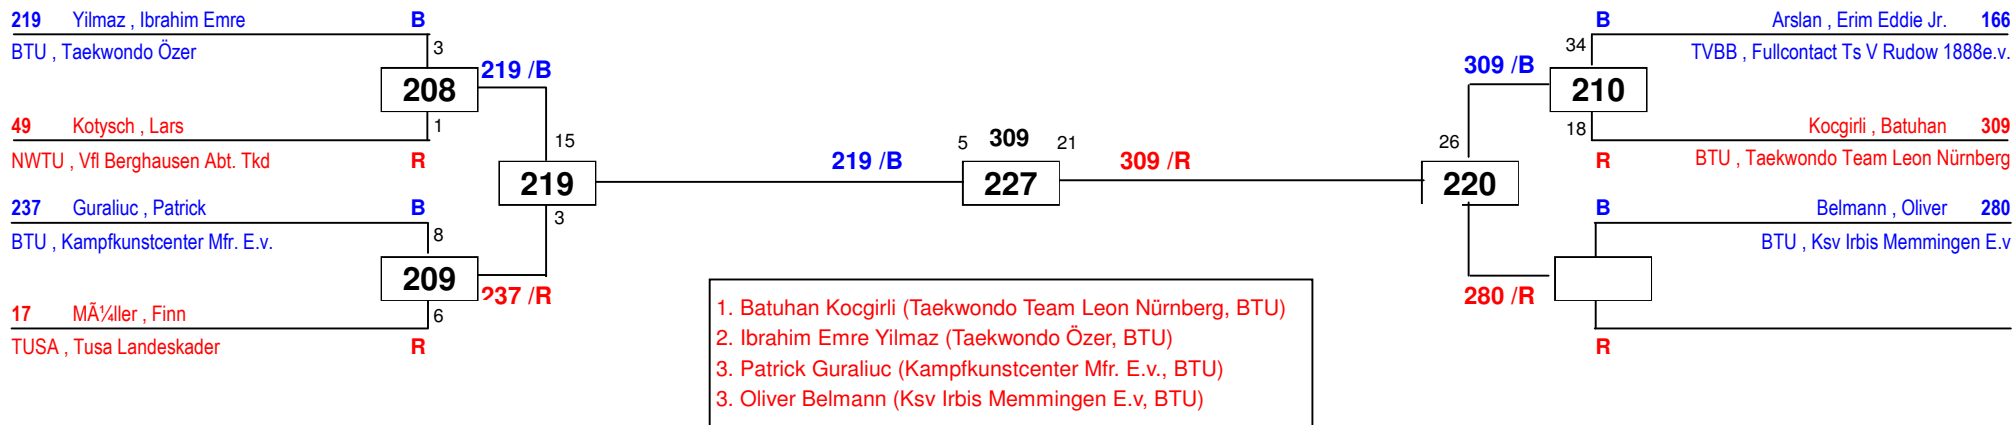 219 Yilmaz , Ibrahim Emre B
BTU , Taekwondo Özer
3
208
219 /B
49 Kotysch , Lars
1
NWTU , Vfl Berghausen Abt. Tkd R
15
219
3
237 Guraliuc , Patrick B
BTU , Kampfkunstcenter Mfr. E.v.
8
209
237 /R
17 MÃ¼ller , Finn
6
TUSA , Tusa Landeskader R
219 /B
5 309 21
227
309 /R
B Arslan , Erim Eddie Jr. 166
34
TVBB , Fullcontact Ts V Rudow 1888e.v.
309 /B
210
18
Kocgirli , Batuhan 309
R BTU , Taekwondo Team Leon Nürnberg
26
220
B Belmann , Oliver 280
BTU , Ksv Irbis Memmingen E.v
280 /R
R
1. Batuhan Kocgirli (Taekwondo Team Leon Nürnberg, BTU)
2. Ibrahim Emre Yilmaz (Taekwondo Özer, BTU)
3. Patrick Guraliuc (Kampfkunstcenter Mfr. E.v., BTU)
3. Oliver Belmann (Ksv Irbis Memmingen E.v, BTU)